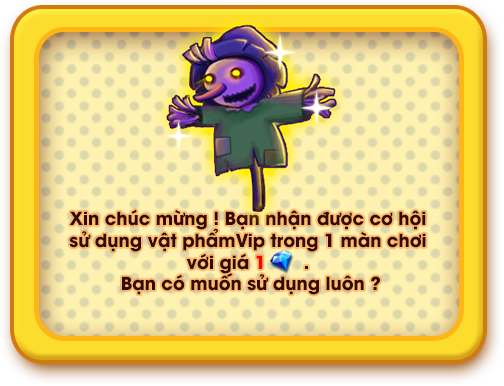 Xin chúc mừng ! Bạn nhận được cơ hội
sử dụng vật phẩmVip trong 1 màn chơi
với giá 1 .
Bạn có muốn sử dụng luôn ?